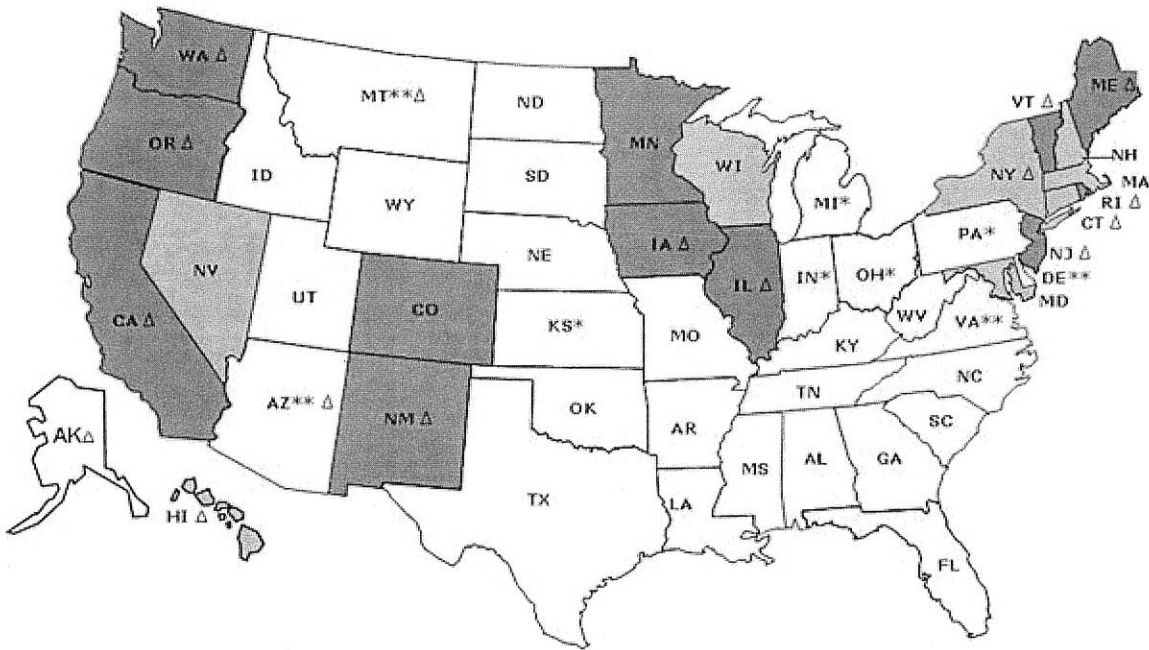 WA Δ
MT**Δ
ND
MN
VT Δ
ME Δ
OR Δ
ID
SD
WI
NY Δ
NH
MA
WY
MI*
RI Δ
CT Δ
NV
NE
IA Δ
PA*
NJ Δ
UT
CO
IL Δ
IN*
OH*
DE**
MD
CA Δ
KS*
MO
WV
VA**
KY
AZ** Δ
NM Δ
OK
TN
NC
AR
SC
AKΔ
MS
AL
GA
TX
LA
HI Δ
FL